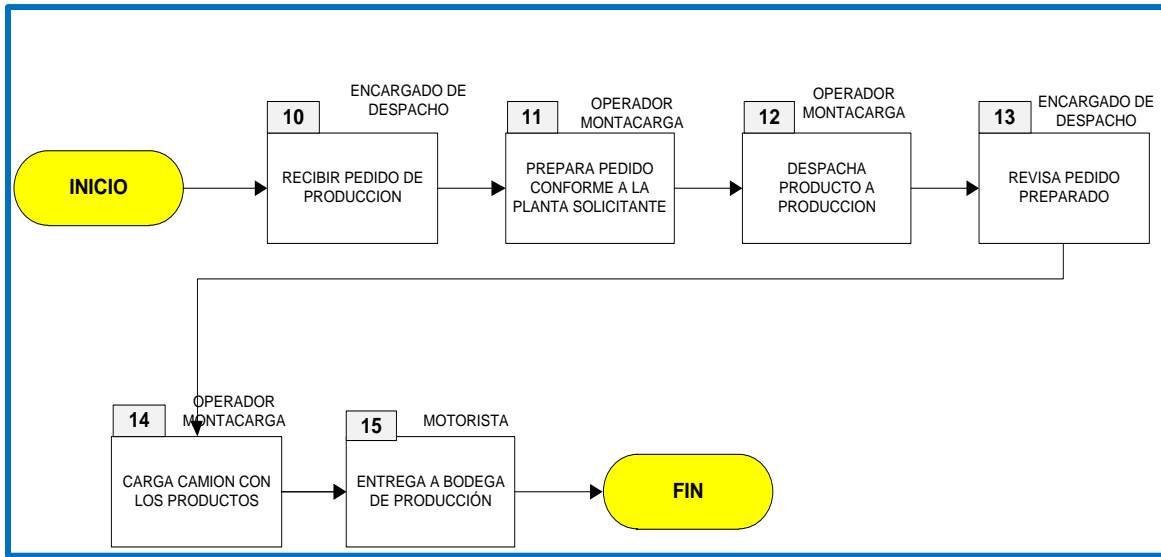 INICIO
10
ENCARGADO DE
DESPACHO
RECIBIR PEDIDO DE
PRODUCCION
11
OPERADOR
MONTACARGA
PREPARA PEDIDO
CONFORME A LA
PLANTA SOLICITANTE
12
OPERADOR
MONTACARGA
DESPACHA
PRODUCTO A
PRODUCCION
13
ENCARGADO DE
DESPACHO
REVISA PEDIDO
PREPARADO
14
OPERADOR
MONTACARGA
CARGA CAMION CON
LOS PRODUCTOS
15
MOTORISTA
ENTREGA A BODEGA
DE PRODUCCIÓN
FIN